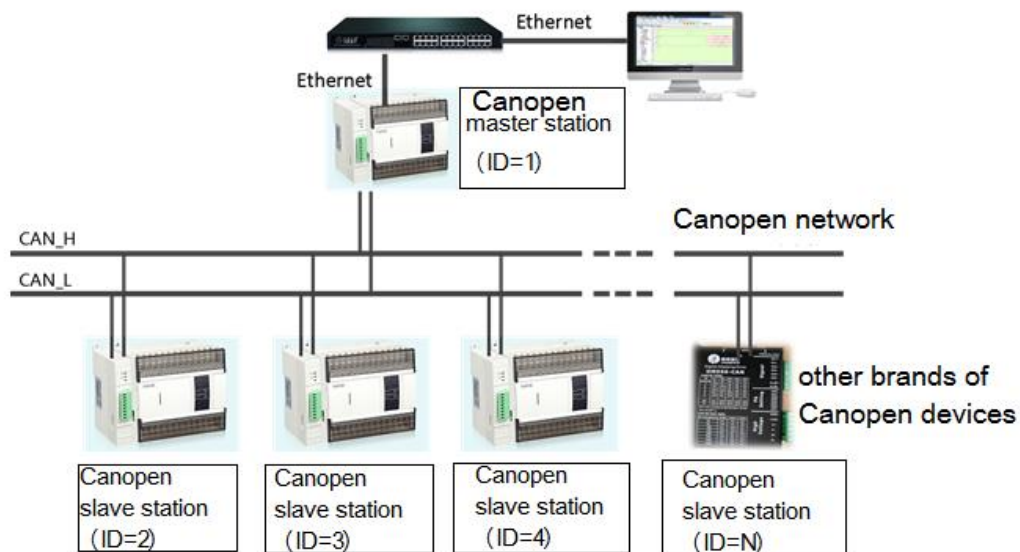 Ethernet
Ethernet
Canopen
master station
（ID=1）
Canopen network
CAN_H
CAN_L
other brands of
Canopen devices
Canopen
slave station
（ID=2）
Canopen
slave station
（ID=3）
Canopen
slave station
（ID=4）
Canopen
slave station
（ID=N）